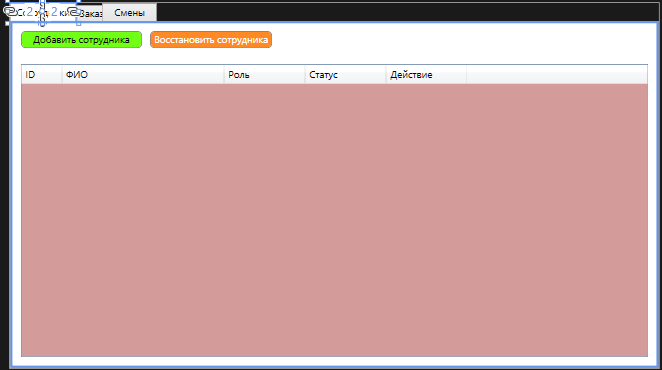 Заказ
Смены
Добавить сотрудника
Восстановить сотрудника
ID
ФИО
Роль
Статус
Действие